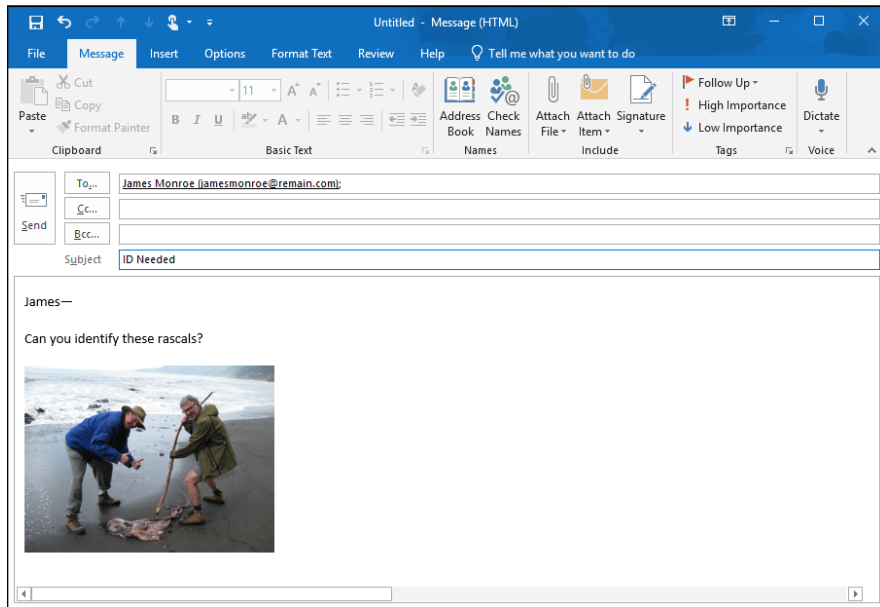 Untitled - Message (HTML)
File Message Insert Options Format Text Review Help Tell me what you want to do
Paste
Cut
Copy
Format Painter
Clipboard
11
B I U aby A
Basic Text
Address Book
Check Names
Names
Attach File
Attach Item
Signature
Include
Follow Up
High Importance
Low Importance
Tags
Dictate
Voice
Send
To... James Monroe (jamesmonroe@remain.com);
Cc...
Bcc...
Subject ID Needed
James—
Can you identify these rascals?